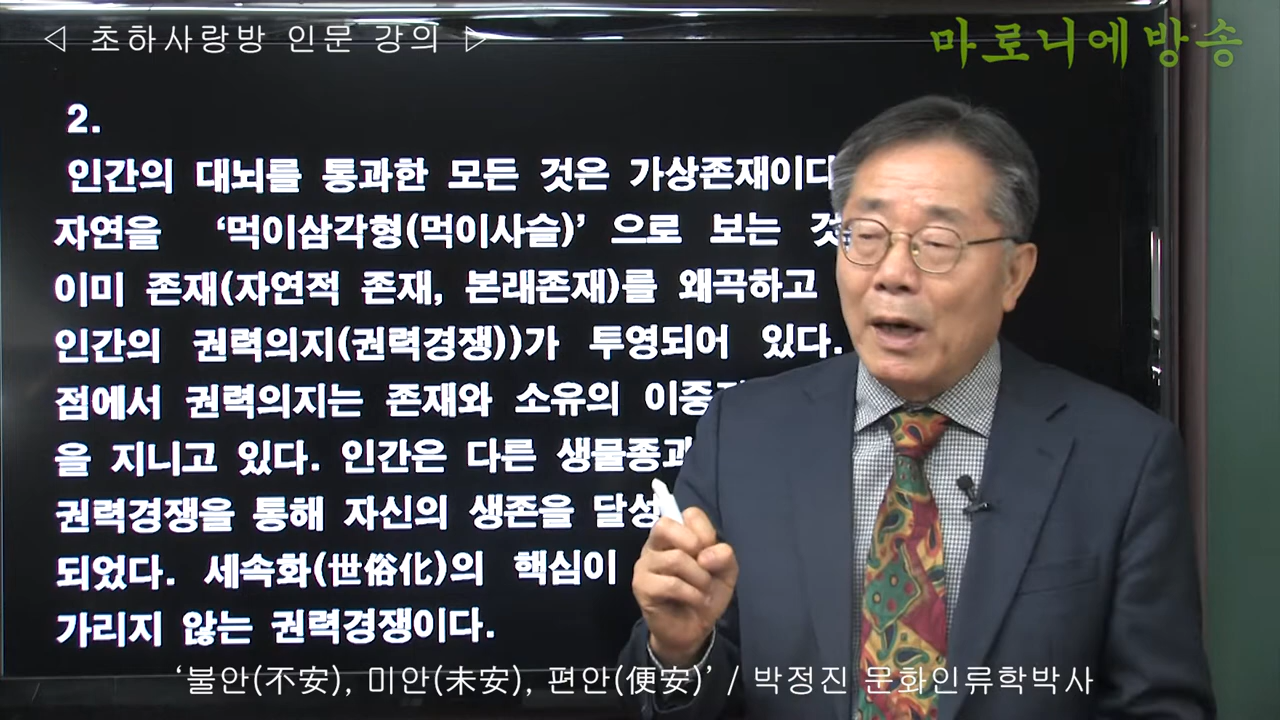 ◁ 초하사랑방 인문 강의 ▷
마로니에방송
2.
인간의 대뇌를 통과한 모든 것은 가상존재이다
자연을 ‘먹이삼각형(먹이사슬)’ 으로 보는
이미 존재(자연적 존재, 본래존재)를 왜곡하고
인간의 권력의지(권력경쟁))가 투영되어 있다.
점에서 권력의지는 존재와 소유의
을 지니고 있다. 인간은 다른
권력경쟁을 통해 자신의 생존을
되었다. 세속화(世俗化)의 핵심이
가리지 않는 권력경쟁이다.
‘불안(不安), 미안(未安), 편안(便安)’ / 박정진 문화인류학박사